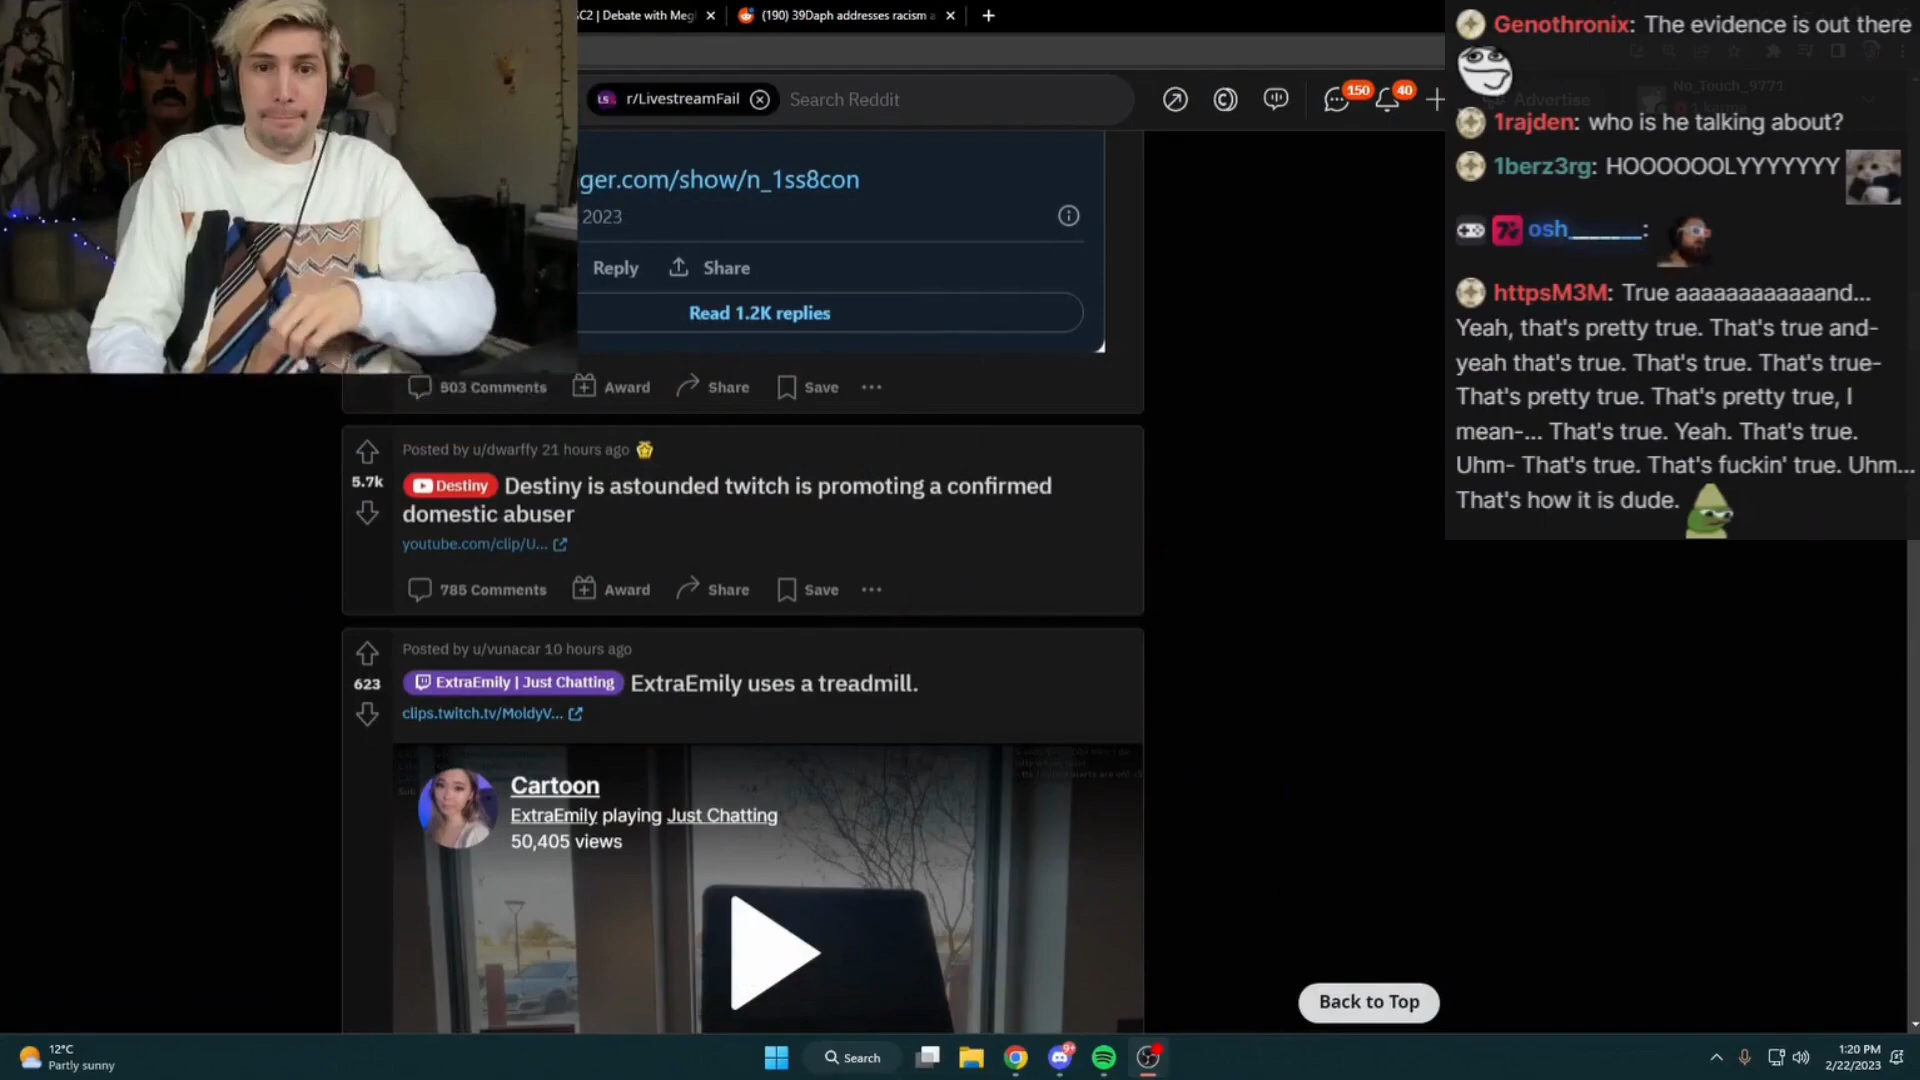 C2 | Debate with Meg
(190) 39Daph addresses racism a
r/LivestreamFail
Search Reddit
150
40
Advertise
No_Touch_9771
1 karma
ger.com/show/n_1ss8con
2023
Reply
Share
Read 1.2K replies
803 Comments
Award
Share
Save
Posted by u/dwarffy 21 hours ago
5.7k
Destiny
Destiny is astounded twitch is promoting a confirmed
domestic abuser
youtube.com/clip/U...
785 Comments
Award
Share
Save
Posted by u/vunacar 10 hours ago
623
ExtraEmily | Just Chatting
ExtraEmily uses a treadmill.
clips.twitch.tv/MoldyV...
Cartoon
ExtraEmily playing Just Chatting
50,405 views
Back to Top
Genothronix: The evidence is out there
1rajden: who is he talking about?
1berz3rg: HOOOOOOLYYYYYYY
osh______:
httpsM3M: True aaaaaaaaaaaand...
Yeah, that's pretty true. That's true and-
yeah that's true. That's true. That's true-
That's pretty true. That's pretty true, I
mean-... That's true. Yeah. That's true.
Uhm- That's true. That's fuckin' true. Uhm...
That's how it is dude.
12°C
Partly sunny
Search
9+
1:20 PM
2/22/2023